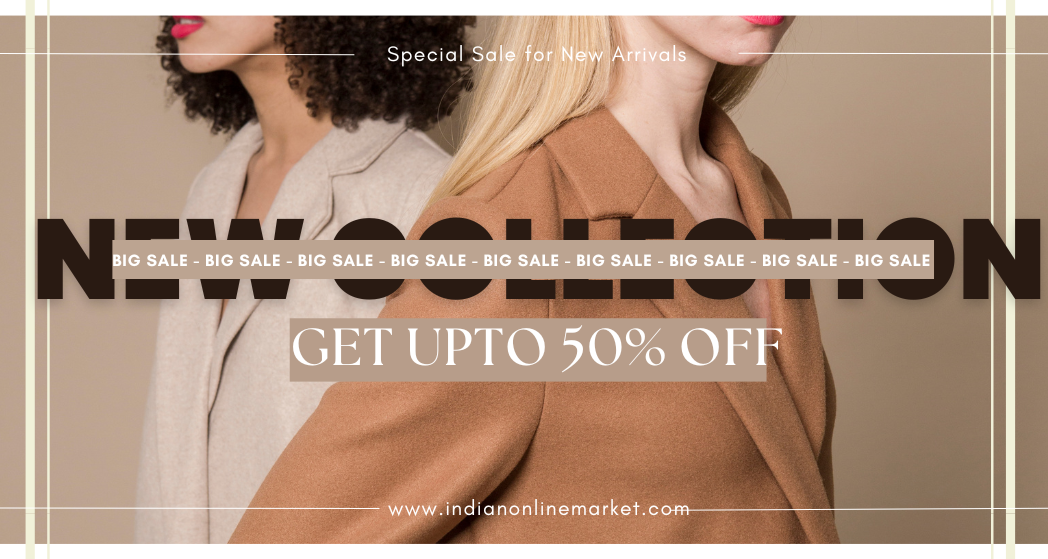 Special Sale for New Arrivals
NEW COLLECTION
BIG SALE - BIG SALE - BIG SALE - BIG SALE - BIG SALE - BIG SALE - BIG SALE - BIG SALE - BIG SALE
GET UPTO 50% OFF
www.indianonlinemarket.com